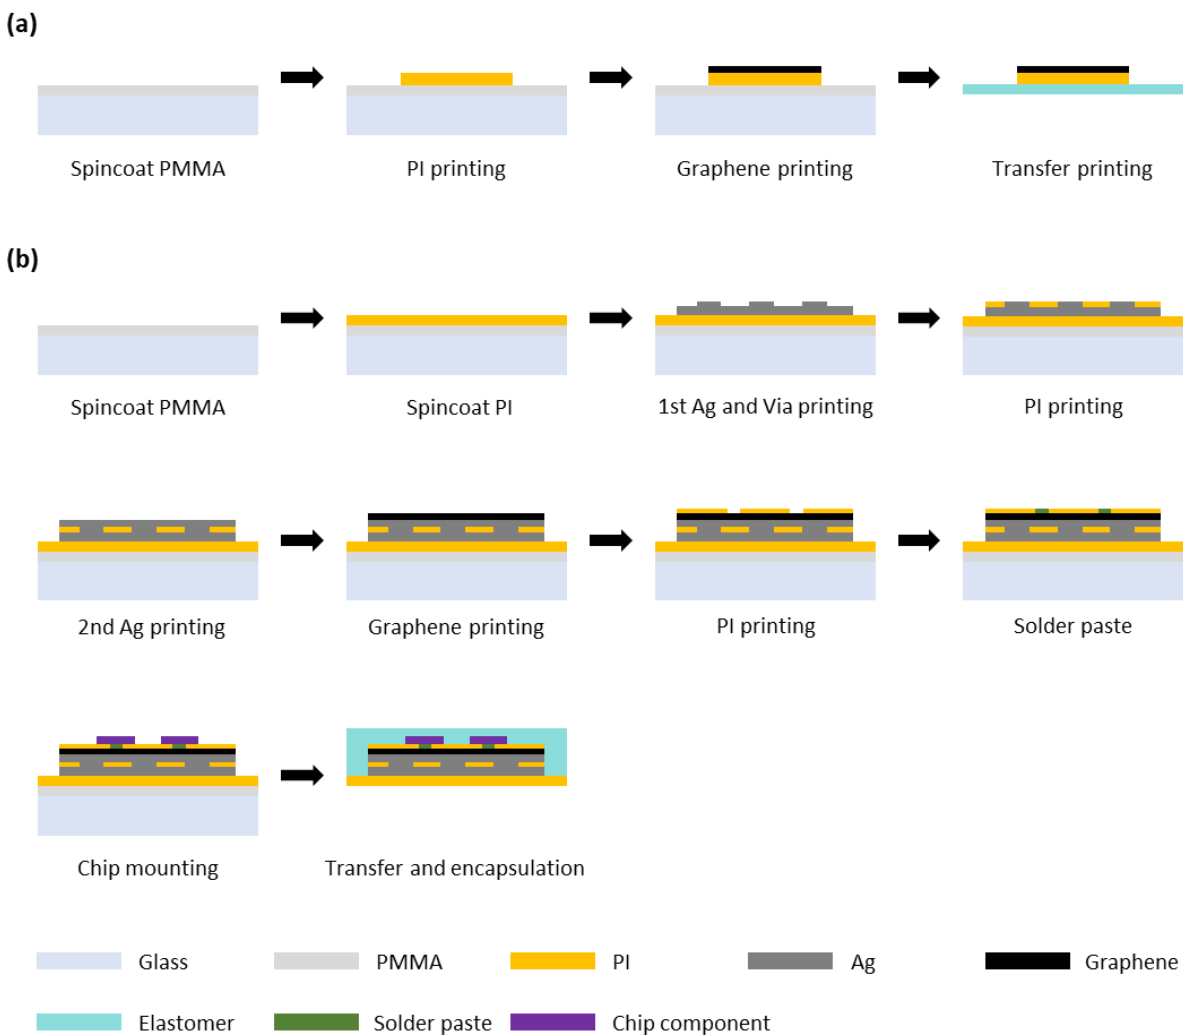 (a)
Spincoat PMMA
PI printing
Graphene printing
Transfer printing
(b)
Spincoat PMMA
Spincoat PI
1st Ag and Via printing
PI printing
2nd Ag printing
Graphene printing
PI printing
Solder paste
Chip mounting
Transfer and encapsulation
Glass
PMMA
PI
Ag
Graphene
Elastomer
Solder paste
Chip component